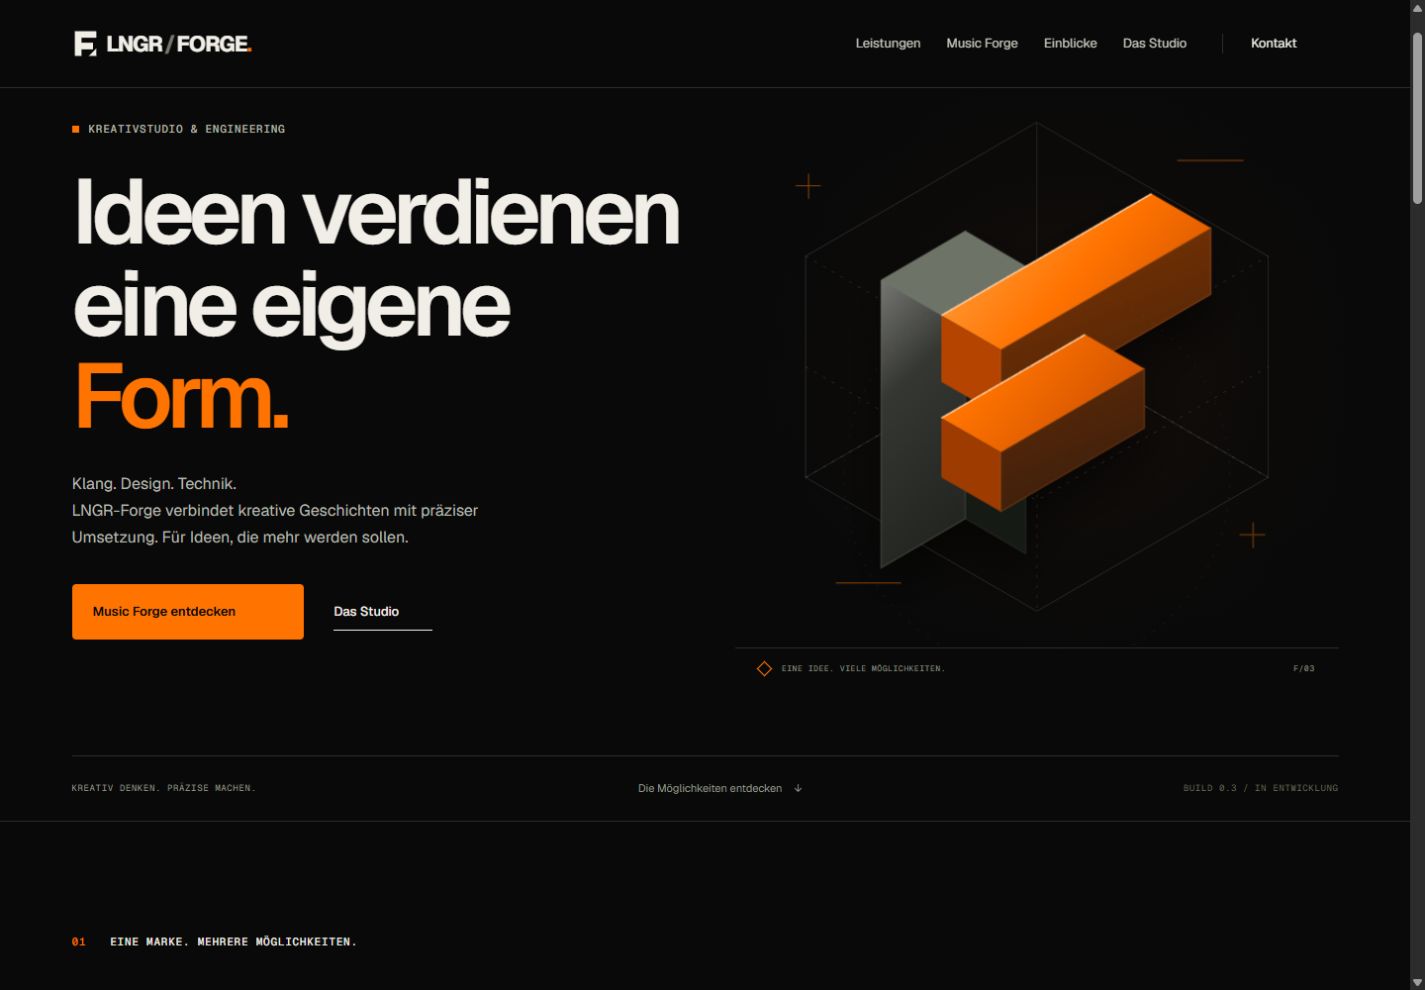 LNGR/FORGE.
Leistungen
Music Forge
Einblicke
Das Studio
Kontakt
KREATIVSTUDIO & ENGINEERING
Ideen verdienen
eine eigene
Form.
Klang. Design. Technik.
LNGR-Forge verbindet kreative Geschichten mit präziser
Umsetzung. Für Ideen, die mehr werden sollen.
Music Forge entdecken
Das Studio
EINE IDEE. VIELE MÖGLICHKEITEN.
F/03
KREATIV DENKEN. PRÄZISE MACHEN.
Die Möglichkeiten entdecken ↓
BUILD 0.3 / IN ENTWICKLUNG
01 EINE MARKE. MEHRERE MÖGLICHKEITEN.